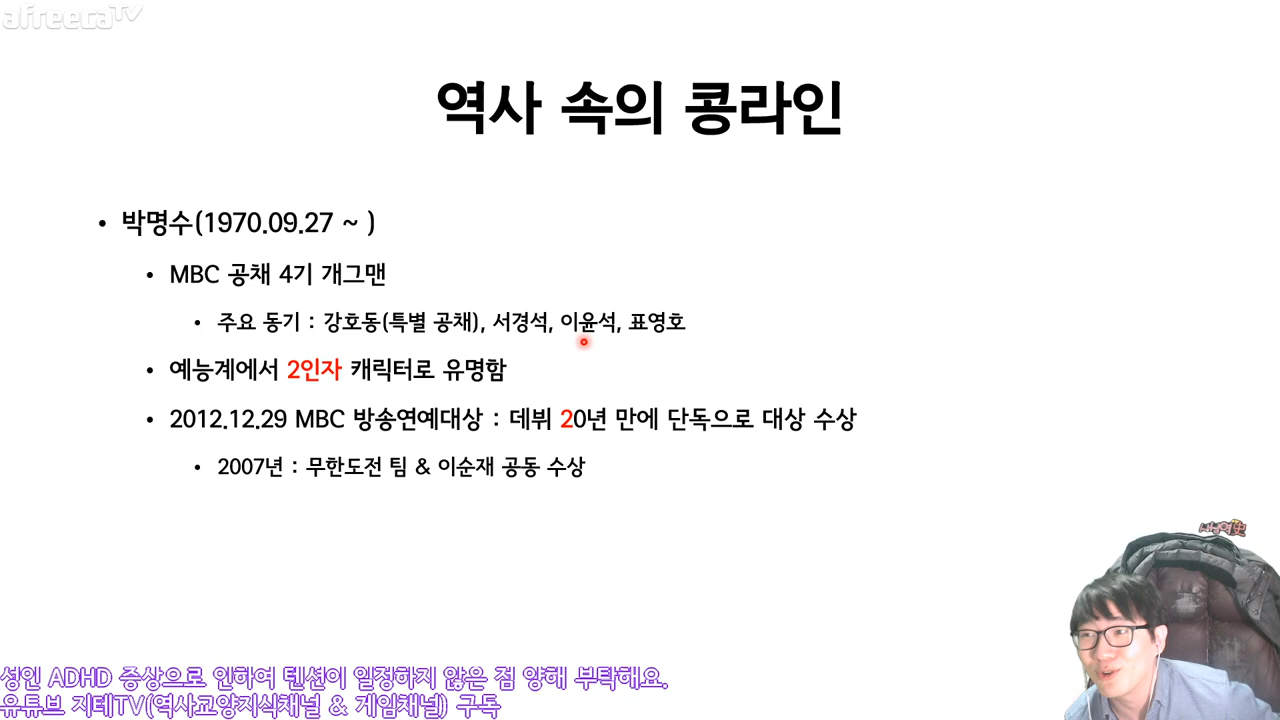 afreecaTV
역사 속의 콩라인
• 박명수(1970.09.27 ~ )
• MBC 공채 4기 개그맨
• 주요 동기 : 강호동(특별 공채), 서경석, 이윤석, 표영호
• 예능계에서 2인자 캐릭터로 유명함
• 2012.12.29 MBC 방송연예대상 : 데뷔 20년 만에 단독으로 대상 수상
• 2007년 : 무한도전 팀 & 이순재 공동 수상
성인 ADHD 증상으로 인하여 텐션이 일정하지 않은 점 양해 부탁해요.
유튜브 지테TV(역사교양지식채널 & 게임채널) 구독